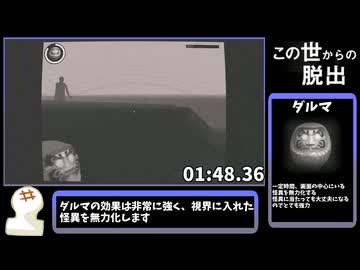 この世からの
脱出
ダルマ
一定時間、画面の中心にいる
怪異を無力化する
怪異に当たっても大丈夫になる
のでとても強力
01:48.36
ダルマの効果は非常に強く、視界に入れた
怪異を無力化します